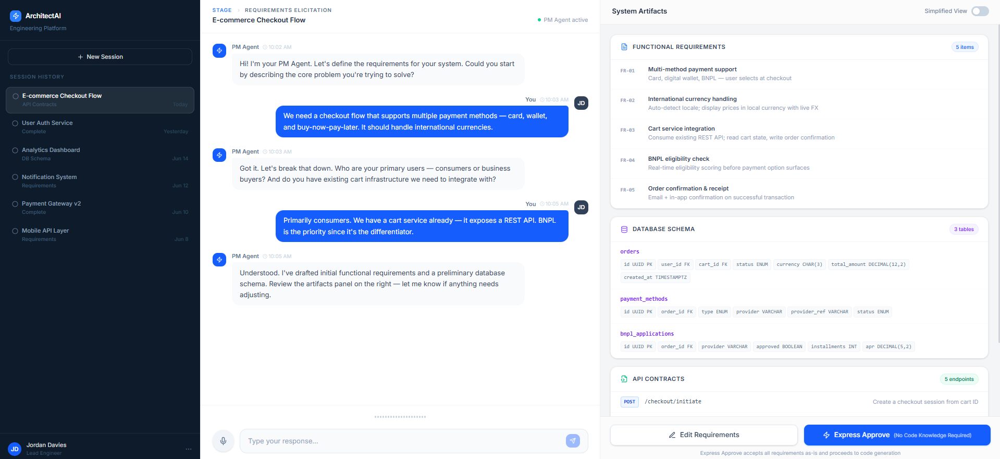 ArchitectAI
Engineering Platform
New Session
SESSION HISTORY
E-commerce Checkout Flow
API Contracts
Today
User Auth Service
Complete
Yesterday
Analytics Dashboard
DB Schema
Jun 14
Notification System
Requirements
Jun 12
Payment Gateway v2
Complete
Jun 10
Mobile API Layer
Requirements
Jun 8
JD
Jordan Davies
Lead Engineer
STAGE
REQUIREMENTS ELICITATION
E-commerce Checkout Flow
PM Agent active
PM Agent 10:02 AM
Hi! I'm your PM Agent. Let's define the requirements for your system. Could you start
by describing the core problem you're trying to solve?
You 10:03 AM
JD
We need a checkout flow that supports multiple payment methods — card, wallet,
and buy-now-pay-later. It should handle international currencies.
PM Agent 10:03 AM
Got it. Let's break that down. Who are your primary users — consumers or business
buyers? And do you have existing cart infrastructure we need to integrate with?
You 10:05 AM
JD
Primarily consumers. We have a cart service already — it exposes a REST API. BNPL
is the priority since it's the differentiator.
PM Agent 10:05 AM
Understood. I've drafted initial functional requirements and a preliminary database
schema. Review the artifacts panel on the right — let me know if anything needs
adjusting.
Type your response...
System Artifacts
Simplified View
FUNCTIONAL REQUIREMENTS
5 items
FR-01
Multi-method payment support
Card, digital wallet, BNPL — user selects at checkout
FR-02
International currency handling
Auto-detect locale; display prices in local currency with live FX
FR-03
Cart service integration
Consume existing REST API; read cart state, write order confirmation
FR-04
BNPL eligibility check
Real-time eligibility scoring before payment option surfaces
FR-05
Order confirmation & receipt
Email + in-app confirmation on successful transaction
DATABASE SCHEMA
3 tables
orders
id UUID PK user_id FK cart_id FK status ENUM currency CHAR(3) total_amount DECIMAL(12,2)
created_at TIMESTAMPTZ
payment_methods
id UUID PK order_id FK type ENUM provider VARCHAR provider_ref VARCHAR status ENUM
bnpl_applications
id UUID PK order_id FK provider VARCHAR approved BOOLEAN installments INT apr DECIMAL(5,2)
API CONTRACTS
5 endpoints
POST /checkout/initiate
Create a checkout session from cart ID
Edit Requirements
Express Approve (No Code Knowledge Required)
Express Approve accepts all requirements as-is and proceeds to code generation